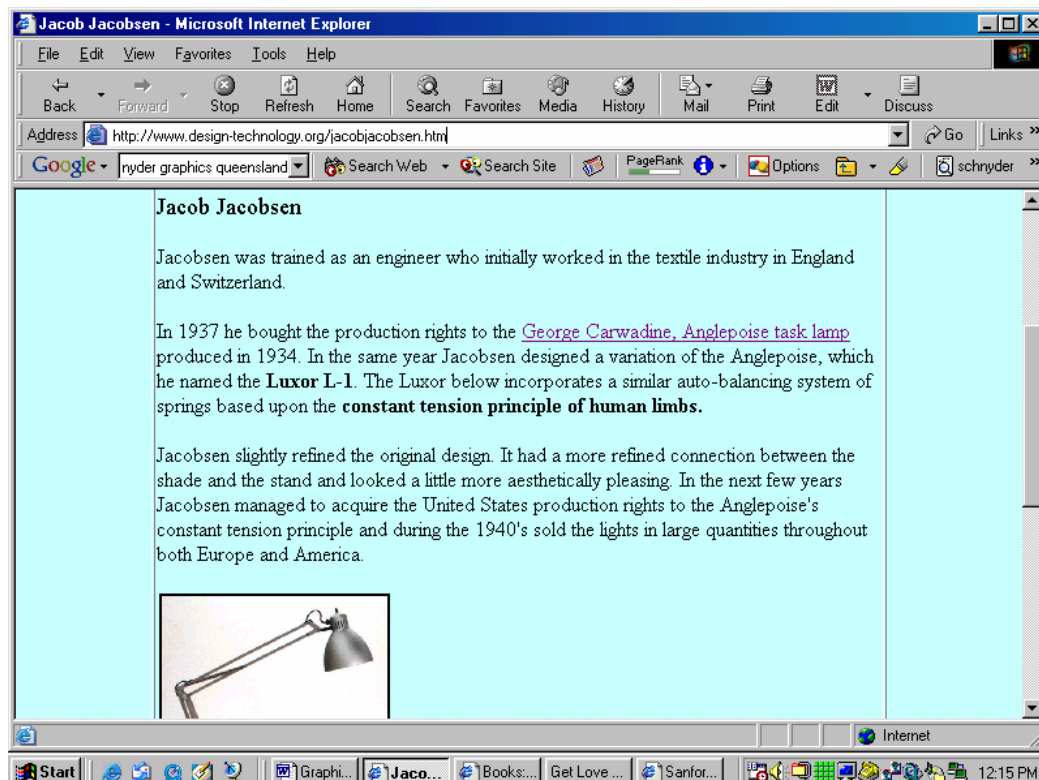 Jacob Jacobsen - Microsoft Internet Explorer
File Edit View Favorites Tools Help
Back Forward Stop Refresh Home Search Favorites Media History Mail Print Edit Discuss
Address http://www.design-technology.org/jacobjacobsen.htm Go Links »
Google nyder graphics queensland Search Web Search Site PageRank Options schnyder »
Jacob Jacobsen
Jacobsen was trained as an engineer who initially worked in the textile industry in England
and Switzerland.
In 1937 he bought the production rights to the George Carwadine, Anglepoise task lamp
produced in 1934. In the same year Jacobsen designed a variation of the Anglepoise, which
he named the Luxor L-1. The Luxor below incorporates a similar auto-balancing system of
springs based upon the constant tension principle of human limbs.
Jacobsen slightly refined the original design. It had a more refined connection between the
shade and the stand and looked a little more aesthetically pleasing. In the next few years
Jacobsen managed to acquire the United States production rights to the Anglepoise's
constant tension principle and during the 1940's sold the lights in large quantities throughout
both Europe and America.
Internet
Start Graphi... Jaco... Books:... Get Love ... Sanfor... 12:15 PM